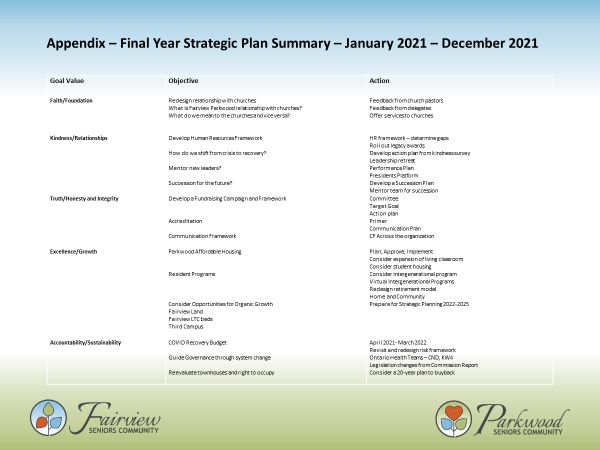 Appendix – Final Year Strategic Plan Summary – January 2021 – December 2021
Goal Value Objective Action
Faith/Foundation Redesign relationship with churches Feedback from church pastors
What is Fairview Parkwood relationship with churches? Feedback from delegates
What do we mean to the churches and vice versa? Offer services to churches
Kindness/Relationships Develop Human Resources Framework HR framework – determine gaps
Roll out legacy awards
How do we shift from crisis to recovery? Develop action plan from kindness survey
Leadership retreat
Mentor new leaders? Performance Plan
Presidents Platform
Succession for the future? Develop a Succession Plan
Mentor team for succession
Truth/Honesty and Integrity Develop a Fundraising Campaign and Framework Committee
Target Goal
Action plan
Accreditation Primer
Communication Plan
Communication Framework CF Across the organization
Excellence/Growth Parkwood Affordable Housing Plan, Approve, Implement
Consider expansion of living classroom
Consider student housing
Resident Programs Consider intergenerational program
Virtual Intergenerational Programs
Redesign retirement model
Home and Community
Consider Opportunities for Organic Growth Prepare for Strategic Planning 2022-2025
Fairview Land
Fairview LTC beds
Third Campus
Accountability/Sustainability COVID Recovery Budget April 2021- March 2022
Revisit and redesign risk framework
Guide Governance through system change Ontario Health Teams – CND, KW4
Legislation changes from Commission Report
Reevaluate townhouses and right to occupy Consider a 20-year plan to buyback
Fairview Parkwood
SENIORS COMMUNITY SENIORS COMMUNITY